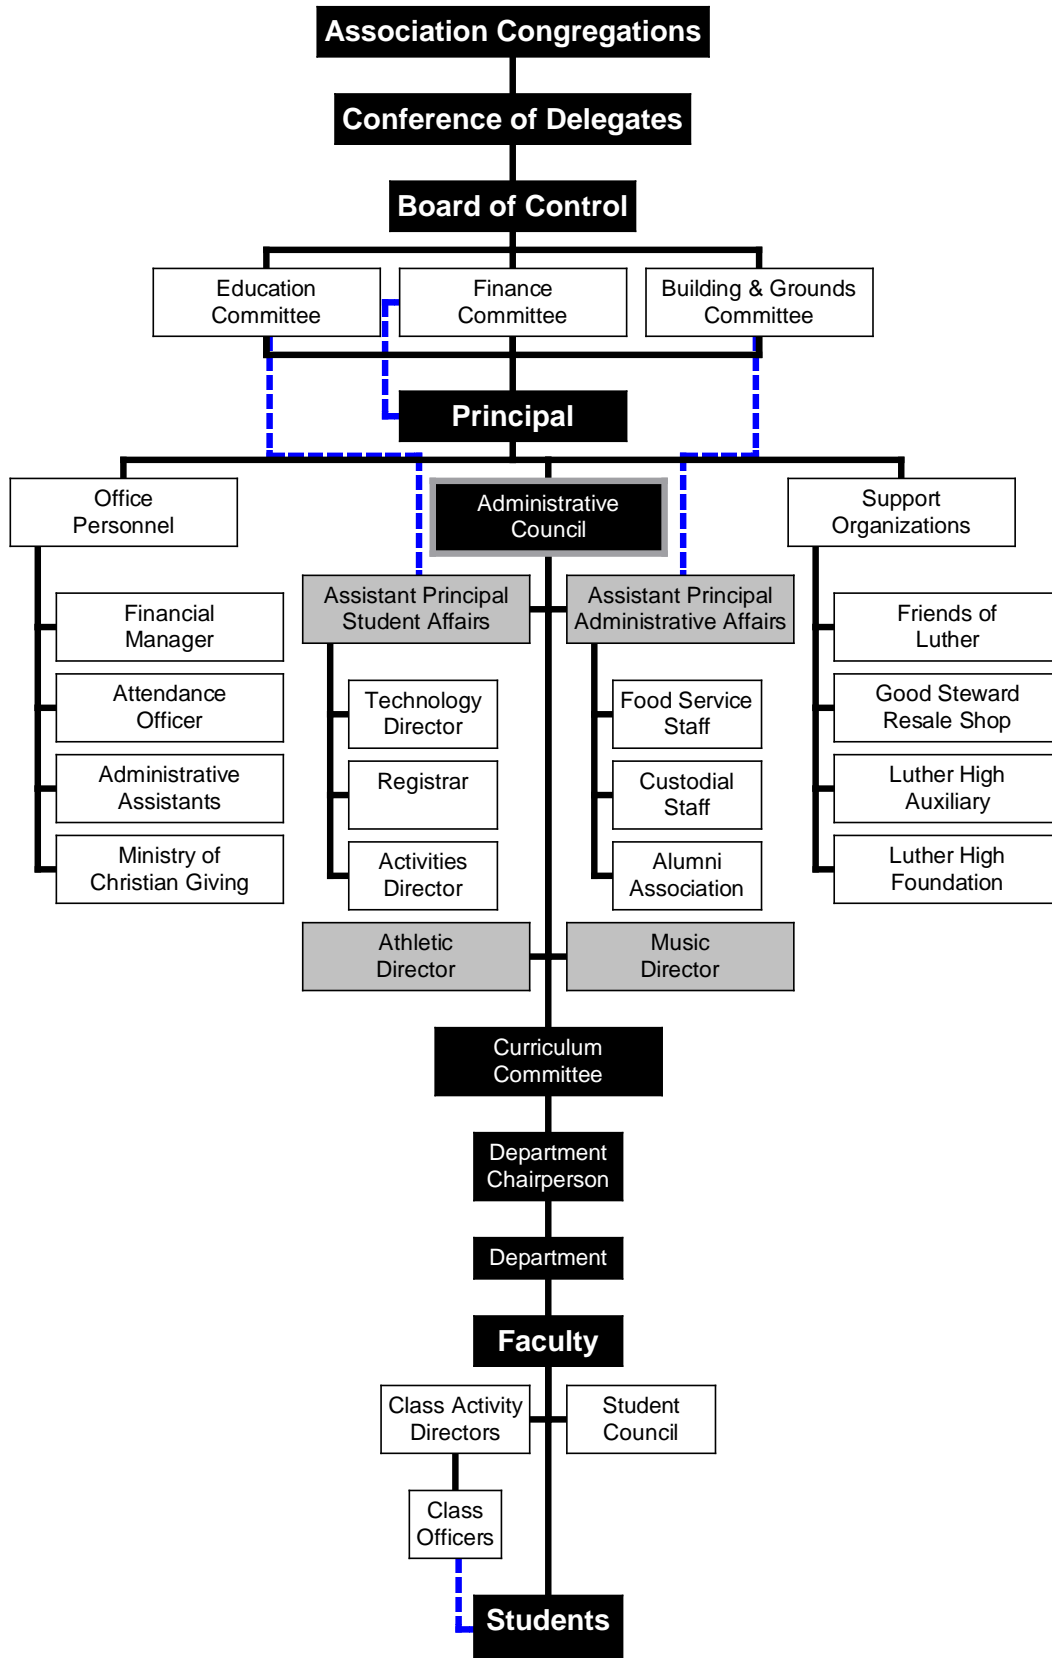 Association Congregations
Conference of Delegates
Board of Control
Education
Committee
Finance
Committee
Building & Grounds
Committee
Principal
Office
Personnel
Administrative
Council
Support
Organizations
Assistant Principal
Student Affairs
Assistant Principal
Administrative Affairs
Financial
Manager
Attendance
Officer
Administrative
Assistants
Ministry of
Christian Giving
Technology
Director
Registrar
Activities
Director
Food Service
Staff
Custodial
Staff
Alumni
Association
Friends of
Luther
Good Steward
Resale Shop
Luther High
Auxiliary
Luther High
Foundation
Athletic
Director
Music
Director
Curriculum
Committee
Department
Chairperson
Department
Faculty
Class Activity
Directors
Student
Council
Class
Officers
Students